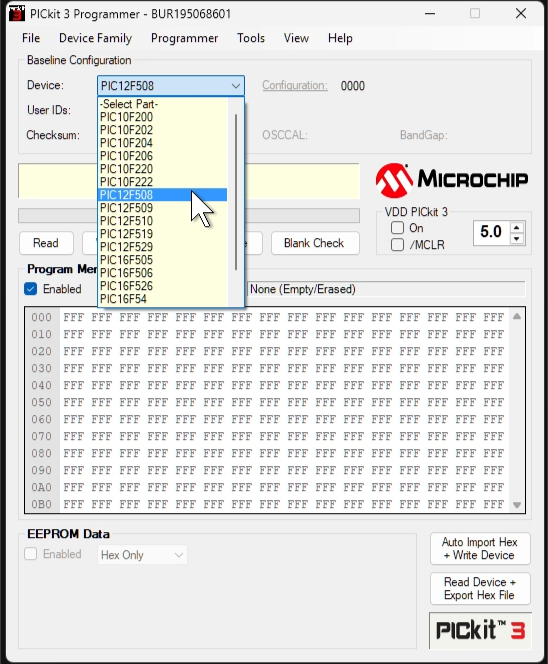 PICkit 3 Programmer - BUR195068601
File Device Family Programmer Tools View Help
Baseline Configuration
Device: PIC12F508 Configuration: 0000
User IDs:
Checksum: OSCCAL: BandGap:
-Select Part-
PIC10F200
PIC10F202
PIC10F204
PIC10F206
PIC10F220
PIC10F222
PIC12F508
PIC12F509
PIC12F510
PIC12F519
PIC12F529
PIC16F505
PIC16F506
PIC16F526
PIC16F54
MICROCHIP
VDD PICkit 3
On
/MCLR
5.0
Read Blank Check
Enabled None (Empty/Erased)
000 FFF FFF FFF FFF FFF FFF FFF FFF FFF FFF FFF FFF FFF FFF FFF FFF
010 FFF FFF FFF FFF FFF FFF FFF FFF FFF FFF FFF FFF FFF FFF FFF FFF
020 FFF FFF FFF FFF FFF FFF FFF FFF FFF FFF FFF FFF FFF FFF FFF FFF
030 FFF FFF FFF FFF FFF FFF FFF FFF FFF FFF FFF FFF FFF FFF FFF FFF
040 FFF FFF FFF FFF FFF FFF FFF FFF FFF FFF FFF FFF FFF FFF FFF FFF
050 FFF FFF FFF FFF FFF FFF FFF FFF FFF FFF FFF FFF FFF FFF FFF FFF
060 FFF FFF FFF FFF FFF FFF FFF FFF FFF FFF FFF FFF FFF FFF FFF FFF
070 FFF FFF FFF FFF FFF FFF FFF FFF FFF FFF FFF FFF FFF FFF FFF FFF
080 FFF FFF FFF FFF FFF FFF FFF FFF FFF FFF FFF FFF FFF FFF FFF FFF
090 FFF FFF FFF FFF FFF FFF FFF FFF FFF FFF FFF FFF FFF FFF FFF FFF
0A0 FFF FFF FFF FFF FFF FFF FFF FFF FFF FFF FFF FFF FFF FFF FFF FFF
0B0 FFF FFF FFF FFF FFF FFF FFF FFF FFF FFF FFF FFF FFF FFF FFF FFF
EEPROM Data
Enabled Hex Only
Auto Import Hex
+ Write Device
Read Device +
Export Hex File
PICkit™ 3